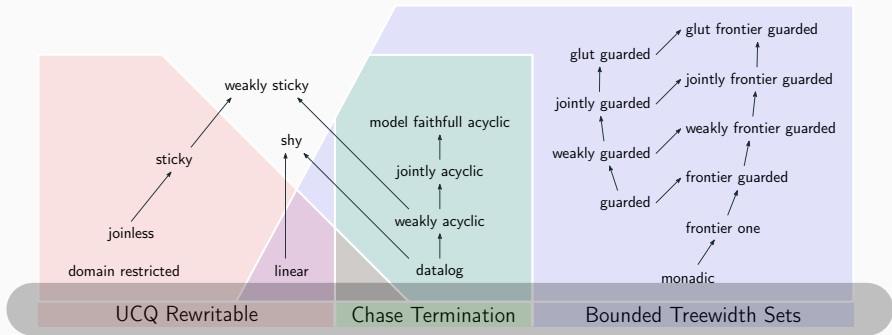 glut frontier guarded
glut guarded
jointly frontier guarded
weakly sticky
jointly guarded
model faithfull acyclic
weakly frontier guarded
shy
weakly guarded
sticky
jointly acyclic
frontier guarded
guarded
weakly acyclic
frontier one
joinless
domain restricted
linear
datalog
monadic
UCQ Rewritable
Chase Termination
Bounded Treewidth Sets